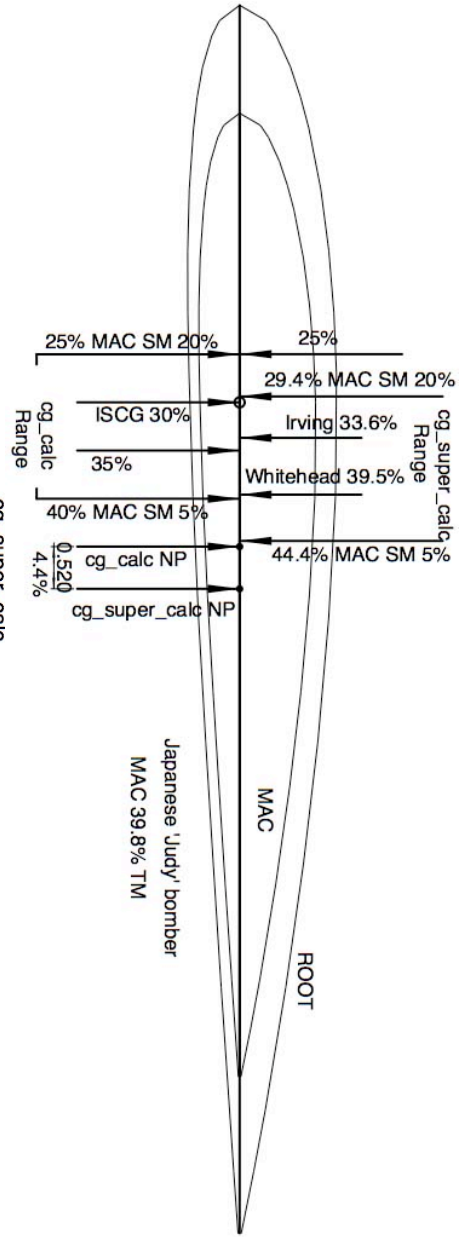 25% MAC SM 20%
25%
29.4% MAC SM 20%
ISCG 30%
Irving 33.6%
cg_super_calc
Range
cg_calc
Range
35%
Whitehead 39.5%
40% MAC SM 5%
44.4% MAC SM 5%
0.520
4.4%
cg_calc NP
cg_super_calc NP
cg_super_calc
Japanese 'Judy' bomber
MAC 39.8% TM
MAC
ROOT